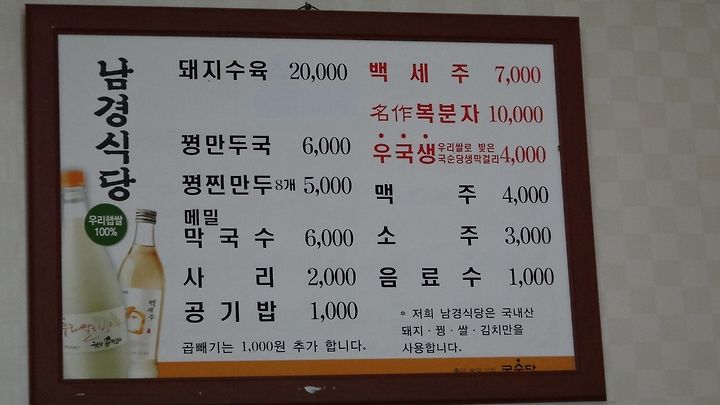 남경식당
우리햅쌀
100%
백세주
돼지수육 20,000
꿩만두국 6,000
꿩찐만두8개 5,000
메밀
막국수 6,000
사리 2,000
공기밥 1,000
곱빼기는 1,000원 추가 합니다.
백세주 7,000
名作복분자 10,000
우국생 우리쌀로 빚은 국순당생막걸리 4,000
맥주 4,000
소주 3,000
음료수 1,000
* 저희 남경식당은 국내산
돼지·꿩·쌀·김치만을
사용합니다.
국순당